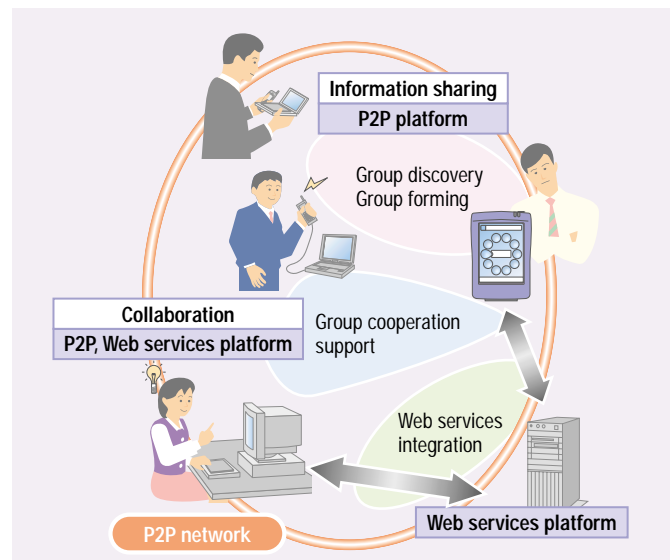 Information sharing
P2P platform
Group discovery
Group forming
Collaboration
P2P, Web services platform
Group cooperation
support
Web services
integration
Web services platform
P2P network